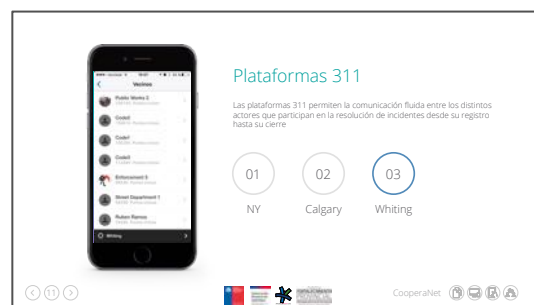 Vecinos
Public Works 2
Code2
Code1
Code3
Enforcement 5
Street Department 1
Ruben Ramos
Whiting
Plataformas 311
Las plataformas 311 permiten la comunicación fluida entre los distintos
actores que participan en la resolución de incidentes desde su registro
hasta su cierre
01
02
03
NY
Calgary
Whiting
11
CooperaNet